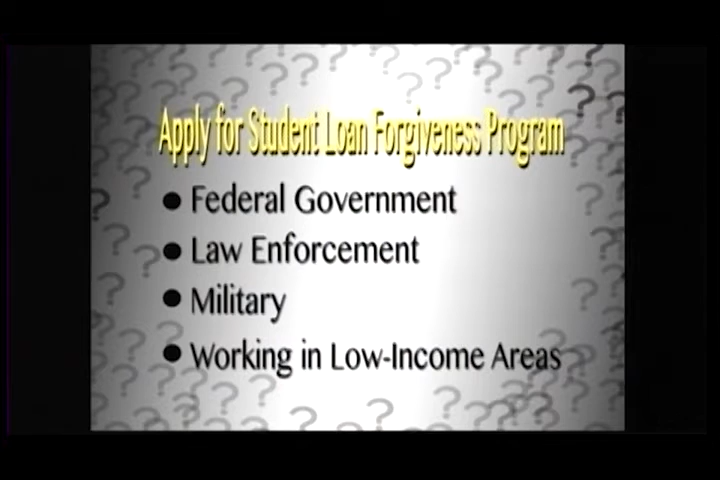 Apply for Student Loan Forgiveness Program
● Federal Government
● Law Enforcement
● Military
● Working in Low-Income Areas